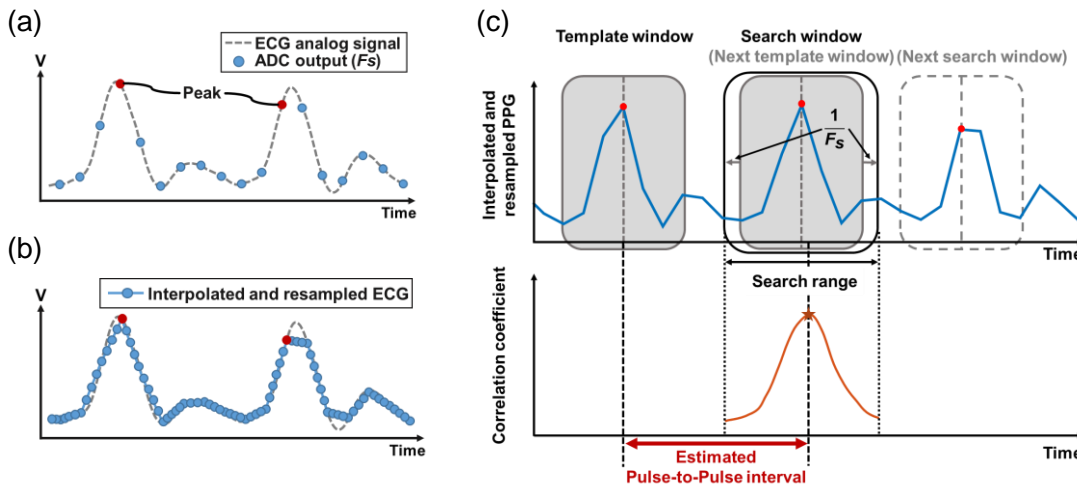 (a)
V
ECG analog signal
ADC output (Fs)
Peak
Time
(b)
V
Interpolated and resampled ECG
Time
(c)
Template window
Search window
(Next template window)
(Next search window)
Interpolated and
resampled PPG
1
Fs
Time
Search range
Correlation coefficient
Estimated
Pulse-to-Pulse interval
Time